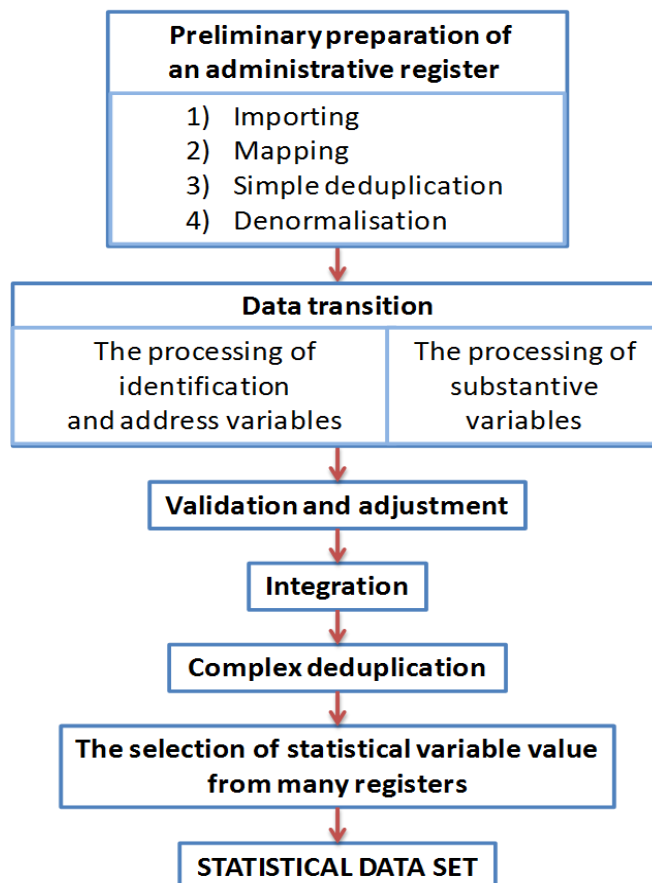 Preliminary preparation of
an administrative register
1) Importing
2) Mapping
3) Simple deduplication
4) Denormalisation
Data transition
The processing of
identification
and address variables
The processing of
substantive
variables
Validation and adjustment
Integration
Complex deduplication
The selection of statistical variable value
from many registers
STATISTICAL DATA SET